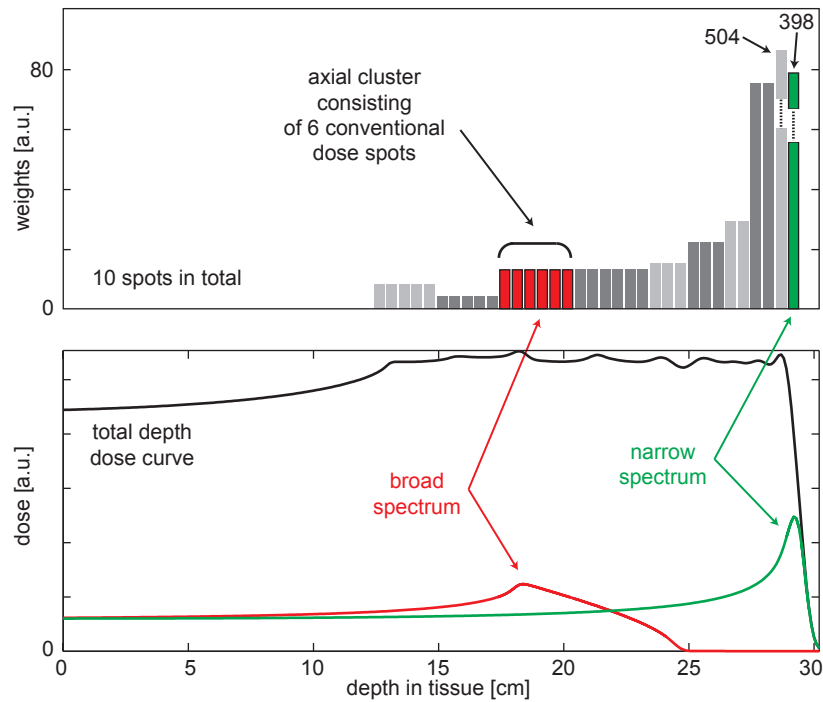 398
504
80
axial cluster
consisting
of 6 conventional
dose spots
weights [a.u.]
10 spots in total
0
total depth
dose curve
narrow
spectrum
broad
spectrum
dose [a.u.]
0
0 5 10 15 20 25 30
depth in tissue [cm]